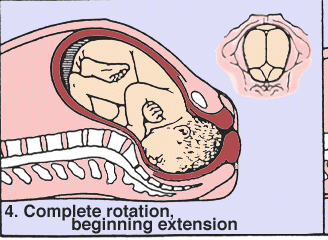 4. Complete rotation,
beginning extension